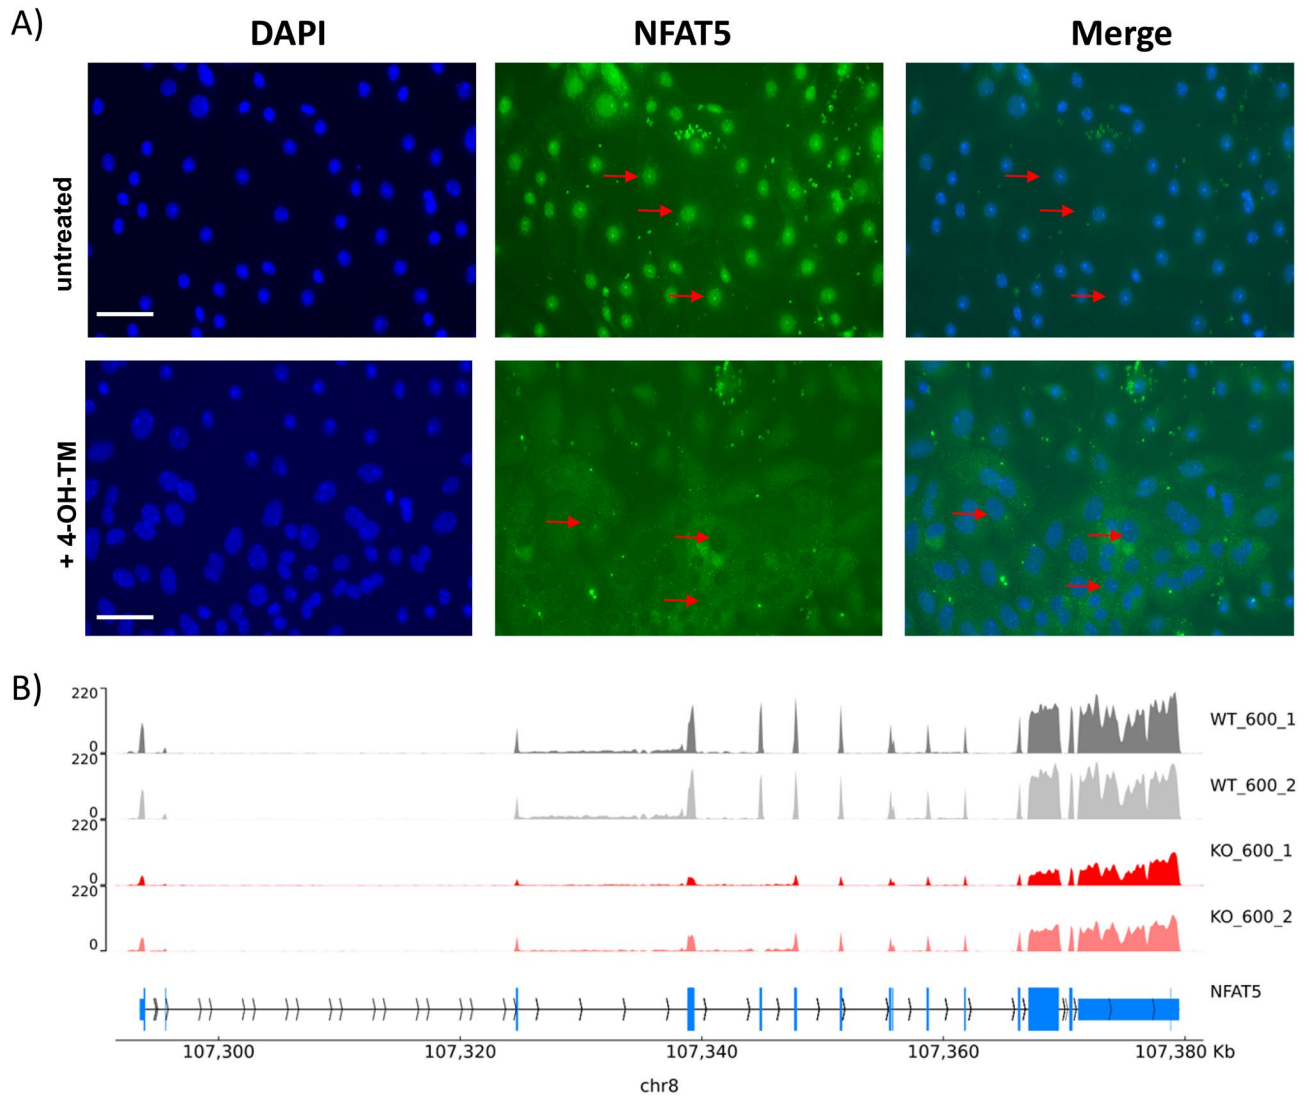 A)
DAPI
NFAT5
Merge
untreated
+ 4-OH-TM
B)
220
0
WT_600_1
220
0
WT_600_2
220
0
KO_600_1
220
0
KO_600_2
NFAT5
107,300
107,320
107,340
107,360
107,380 Kb
chr8